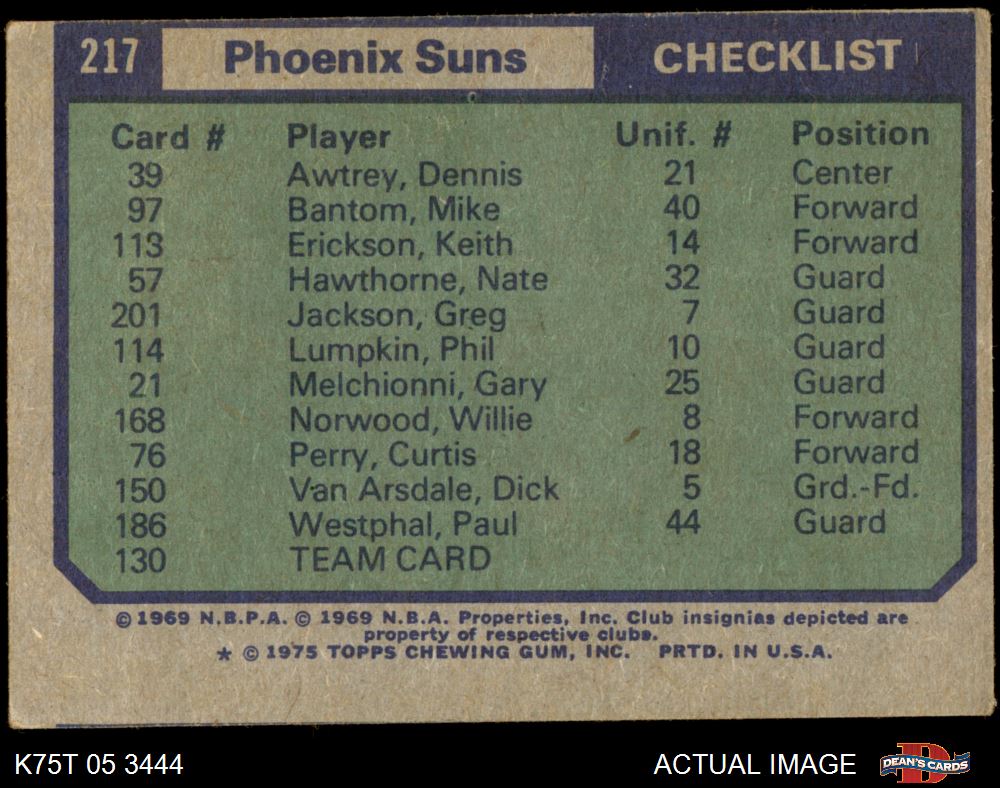 217 Phoenix Suns CHECKLIST
Card # Player Unif. # Position
39 Awtrey, Dennis 21 Center
97 Bantom, Mike 40 Forward
113 Erickson, Keith 14 Forward
57 Hawthorne, Nate 32 Guard
201 Jackson, Greg 7 Guard
114 Lumpkin, Phil 10 Guard
21 Melchionni, Gary 25 Guard
168 Norwood, Willie 8 Forward
76 Perry, Curtis 18 Forward
150 Van Arsdale, Dick 5 Grd.-Fd.
186 Westphal, Paul 44 Guard
130 TEAM CARD
© 1969 N.B.P.A. © 1969 N.B.A. Properties, Inc. Club insignias depicted are
property of respective clubs.
* © 1975 TOPPS CHEWING GUM, INC. PRTD. IN U.S.A.
K75T 05 3444 ACTUAL IMAGE DEAN'S CARDS